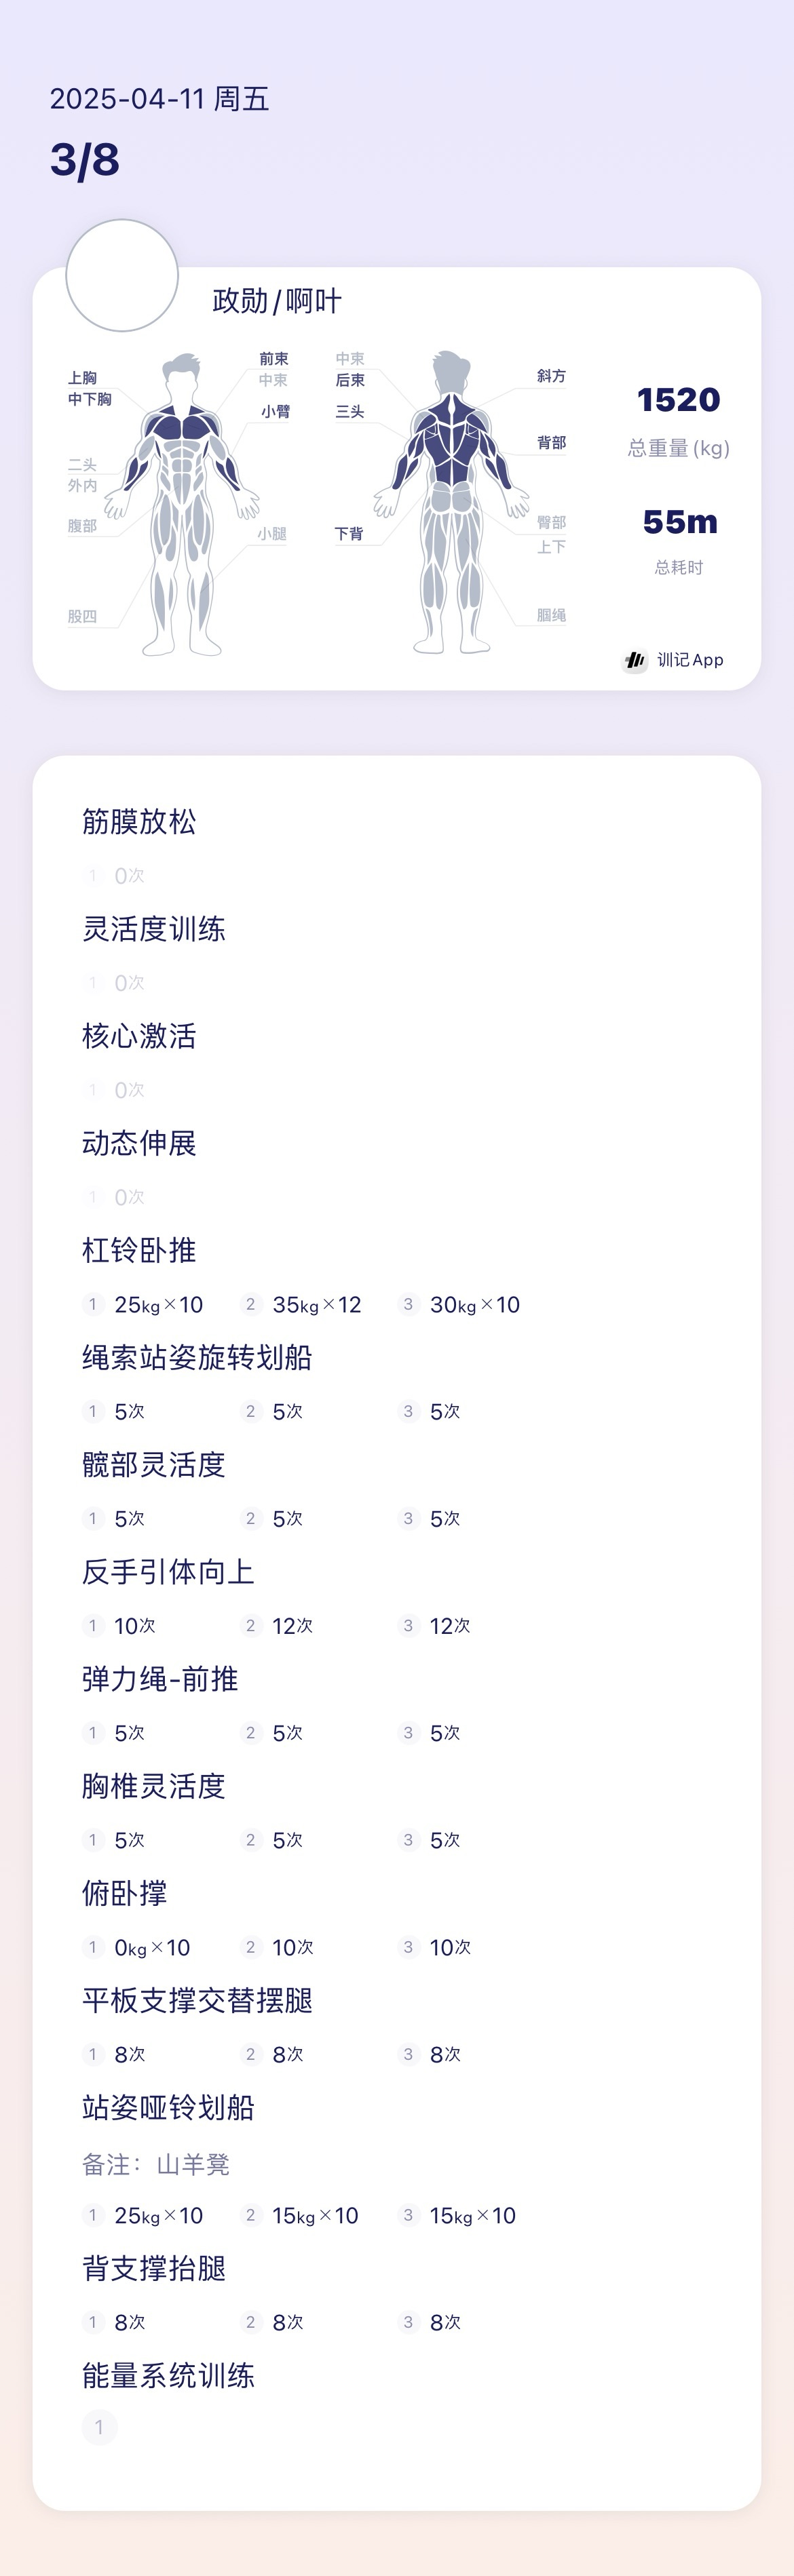 2025-04-11 周五
3/8
政勋/啊叶
上胸
中下胸
二头
外内
腹部
股四
前束
中束
小臂
小腿
中束
后束
三头
下背
斜方
背部
臀部
上下
腘绳
1520
总重量(kg)
55m
总耗时
训记App
筋膜放松
1 0次
灵活度训练
1 0次
核心激活
1 0次
动态伸展
1 0次
杠铃卧推
1 25kg×10 2 35kg×12 3 30kg×10
绳索站姿旋转划船
1 5次 2 5次 3 5次
髋部灵活度
1 5次 2 5次 3 5次
反手引体向上
1 10次 2 12次 3 12次
弹力绳-前推
1 5次 2 5次 3 5次
胸椎灵活度
1 5次 2 5次 3 5次
俯卧撑
1 0kg×10 2 10次 3 10次
平板支撑交替摆腿
1 8次 2 8次 3 8次
站姿哑铃划船
备注：山羊凳
1 25kg×10 2 15kg×10 3 15kg×10
背支撑抬腿
1 8次 2 8次 3 8次
能量系统训练
1